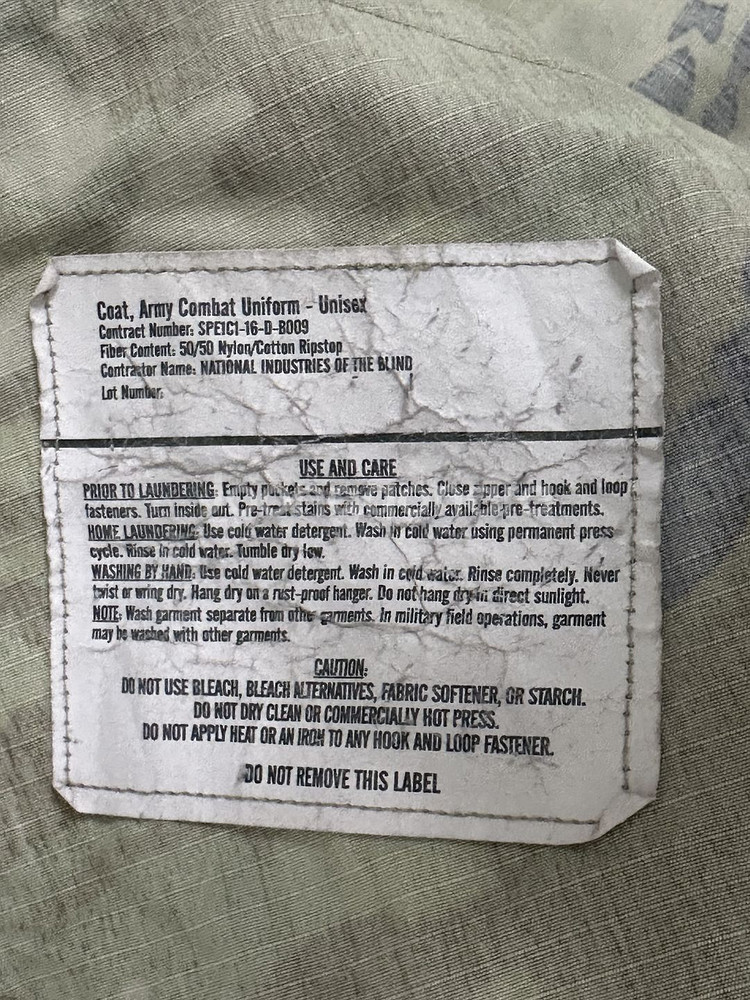 Coat, Army Combat Uniform - Unisex
Contract Number: SPE1C1-16-D-B009
Fiber Content: 50/50 Nylon/Cotton Ripstop
Contractor Name: NATIONAL INDUSTRIES OF THE BLIND
Lot Number:
USE AND CARE
PRIOR TO LAUNDERING: Empty pockets and remove patches. Close zipper and hook and loop
fasteners. Turn inside out. Pre-treat stains with commercially available pre-treatments.
HOME LAUNDERING: Use cold water detergent. Wash in cold water using permanent press
cycle. Rinse in cold water. Tumble dry low.
WASHING BY HAND: Use cold water detergent. Wash in cold water. Rinse completely. Never
twist or wring dry. Hang dry on a rust-proof hanger. Do not hang dry in direct sunlight.
NOTE: Wash garment separate from other garments. In military field operations, garment
may be washed with other garments.
CAUTION:
DO NOT USE BLEACH, BLEACH ALTERNATIVES, FABRIC SOFTENER, OR STARCH.
DO NOT DRY CLEAN OR COMMERCIALLY HOT PRESS.
DO NOT APPLY HEAT OR AN IRON TO ANY HOOK AND LOOP FASTENER.
DO NOT REMOVE THIS LABEL